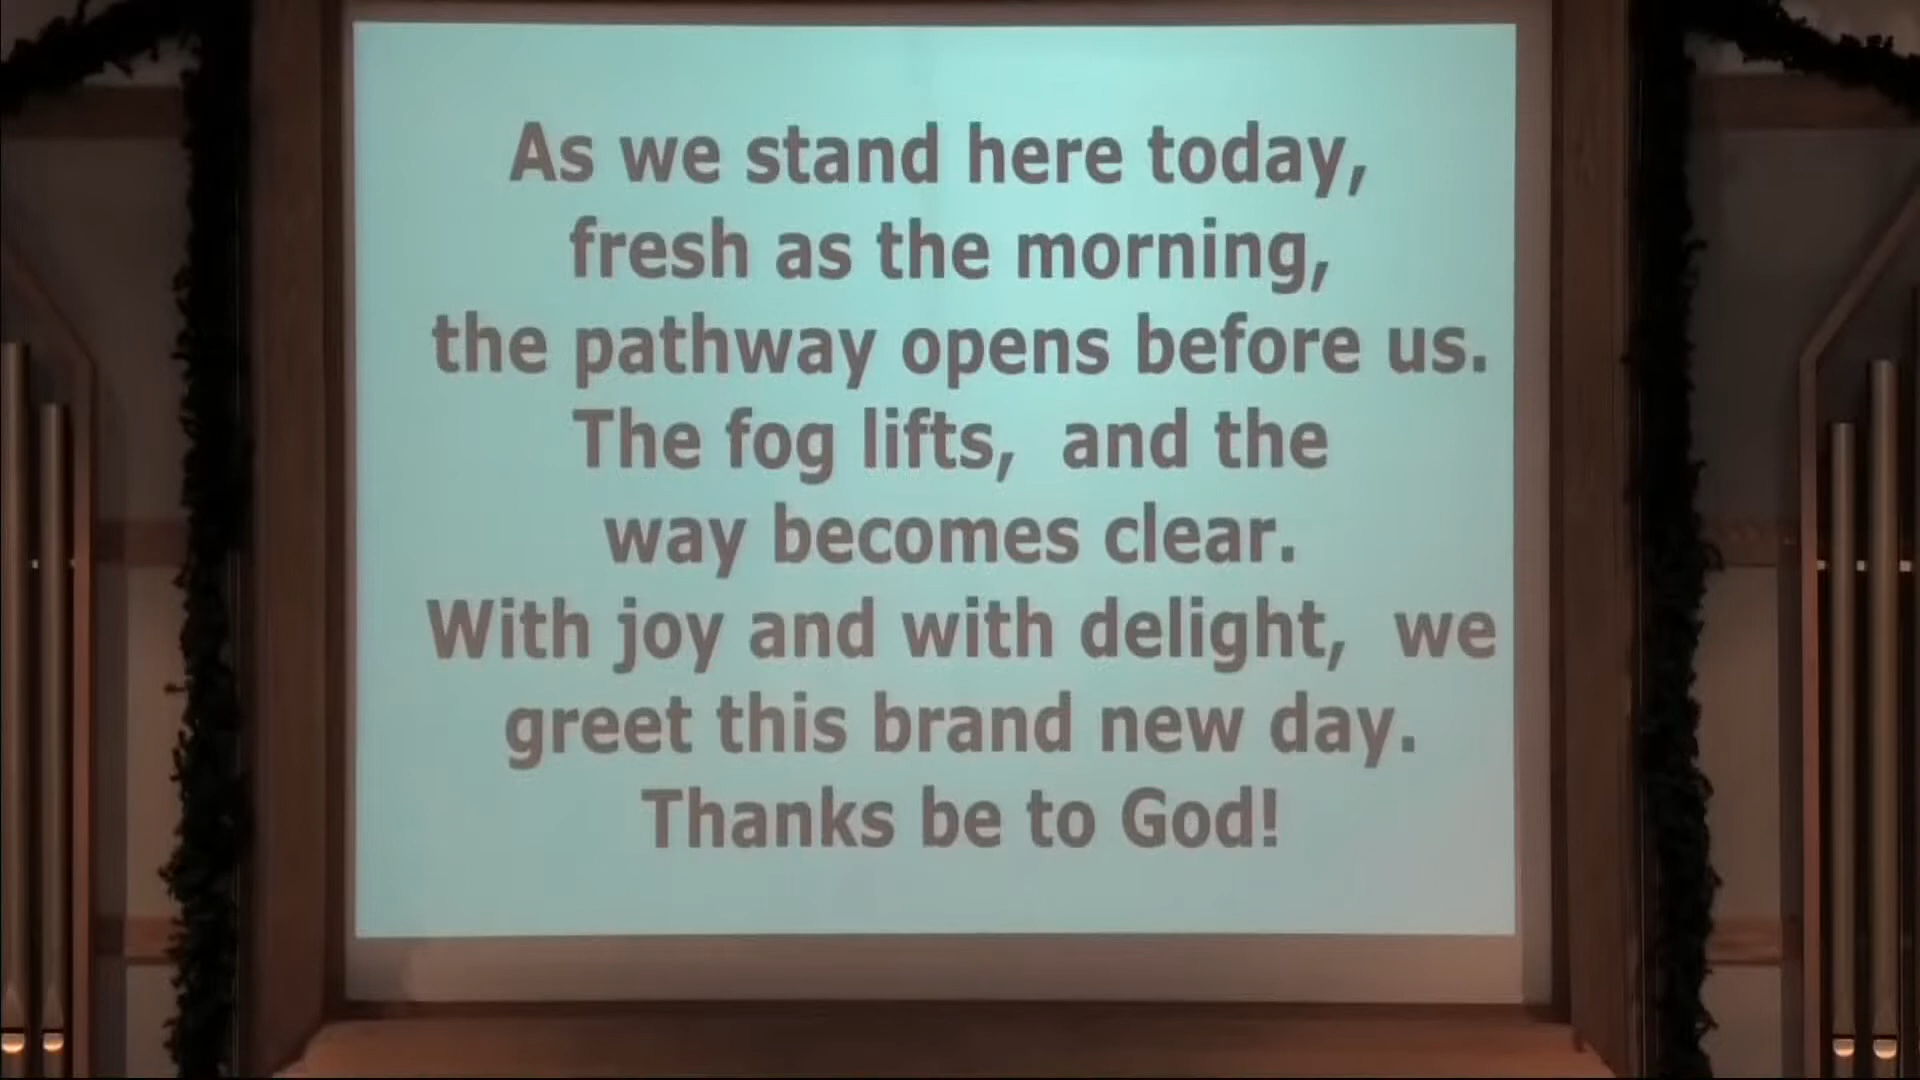 As we stand here today,
fresh as the morning,
the pathway opens before us.
The fog lifts,  and the
way becomes clear.
With joy and with delight,  we
greet this brand new day.
Thanks be to God!